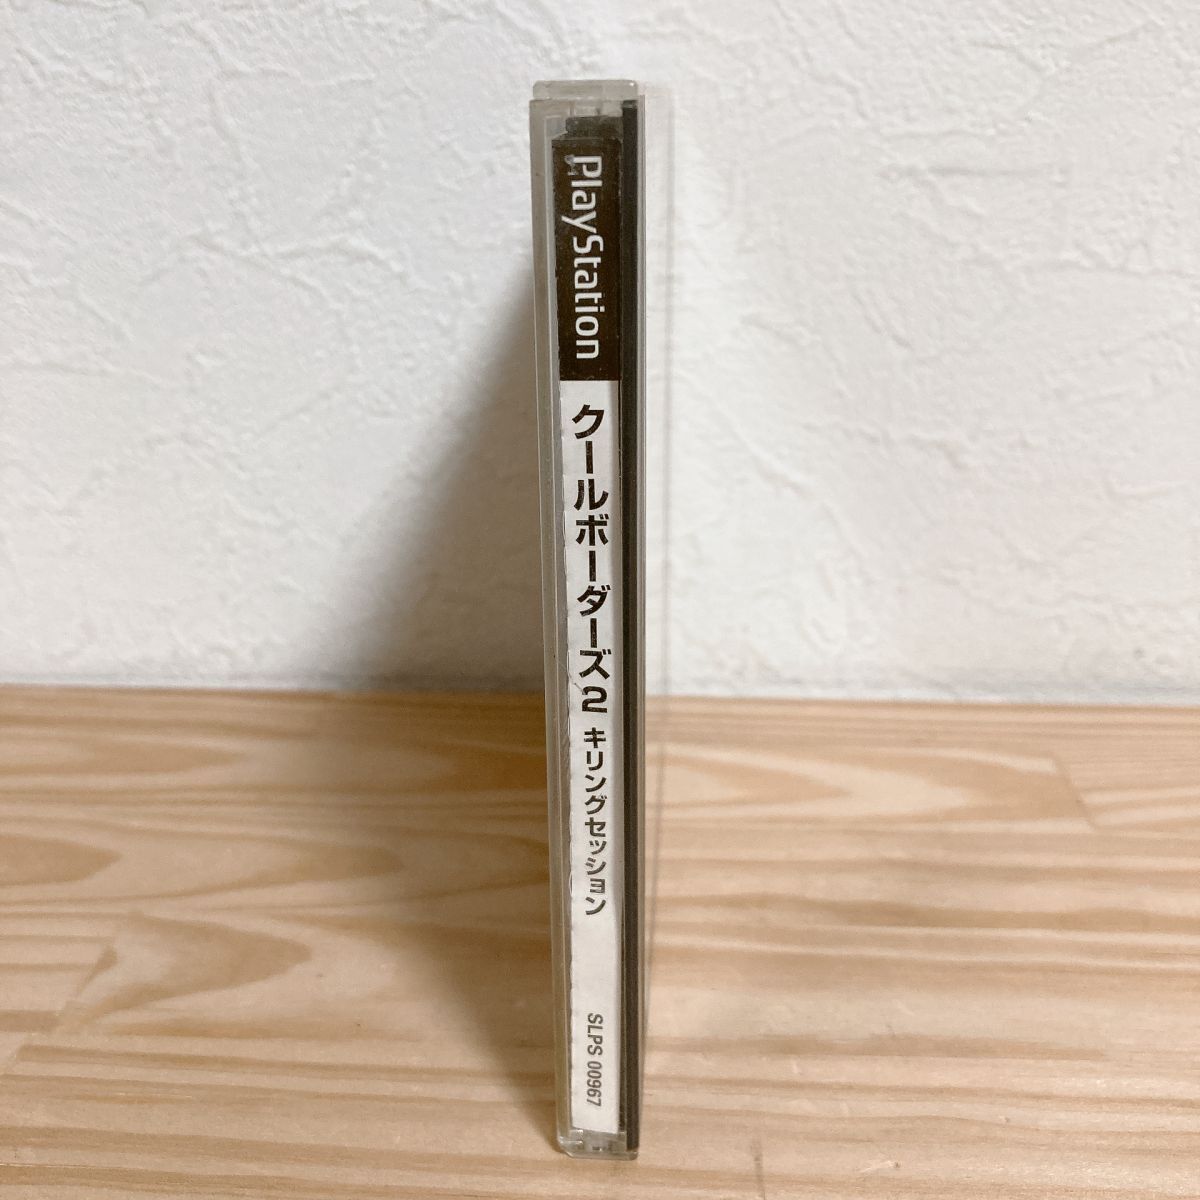 PlayStation
クールボーダーズ2
キリングセッション
SLPS 00967